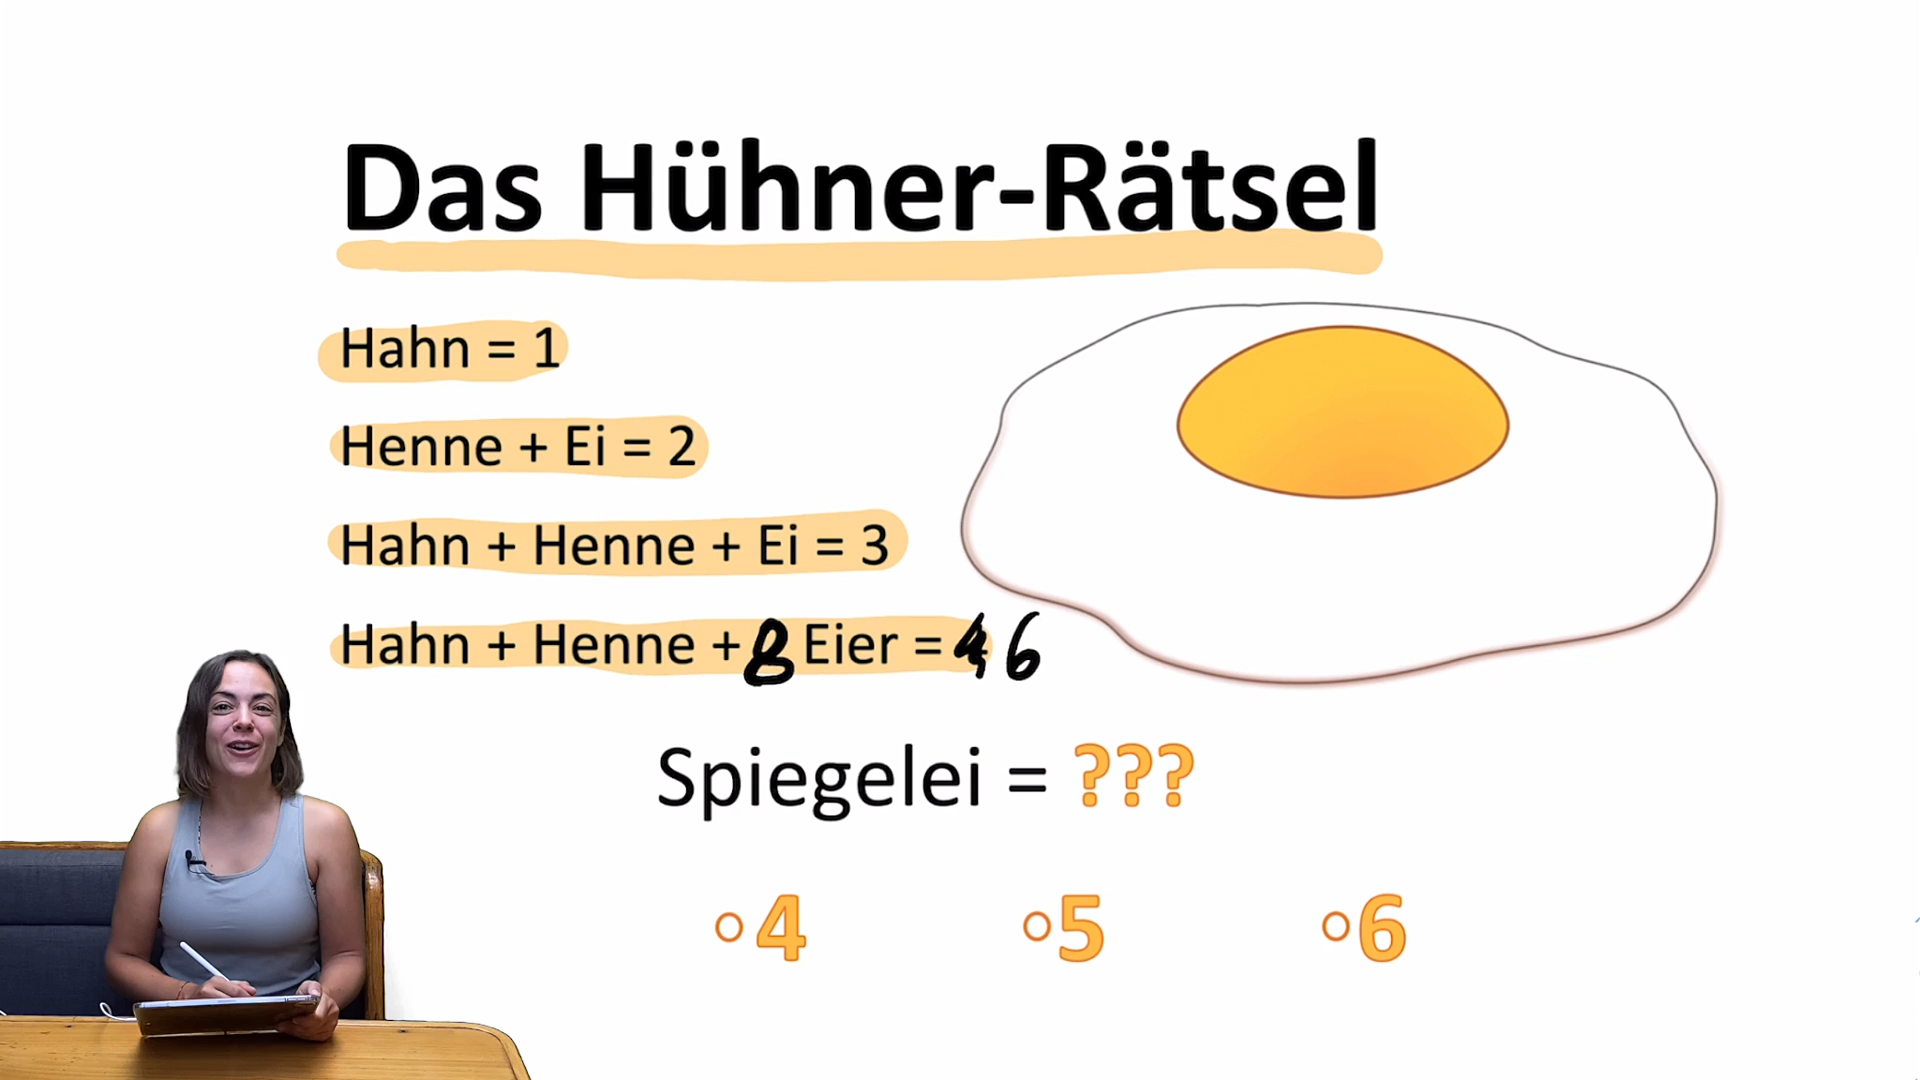 Das Hühner-Rätsel
Hahn = 1
Henne + Ei = 2
Hahn + Henne + Ei = 3
Hahn + Henne + 8 Eier = 6
Spiegelei = ???
4 5 6